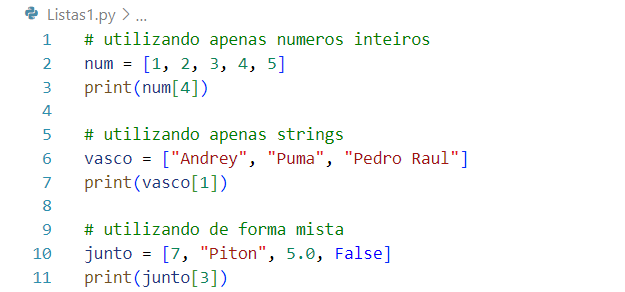 Listas1.py > ...
1 # utilizando apenas numeros inteiros
2 num = [1, 2, 3, 4, 5]
3 print(num[4])
4
5 # utilizando apenas strings
6 vasco = ["Andrey", "Puma", "Pedro Raul"]
7 print(vasco[1])
8
9 # utilizando de forma mista
10 junto = [7, "Piton", 5.0, False]
11 print(junto[3])